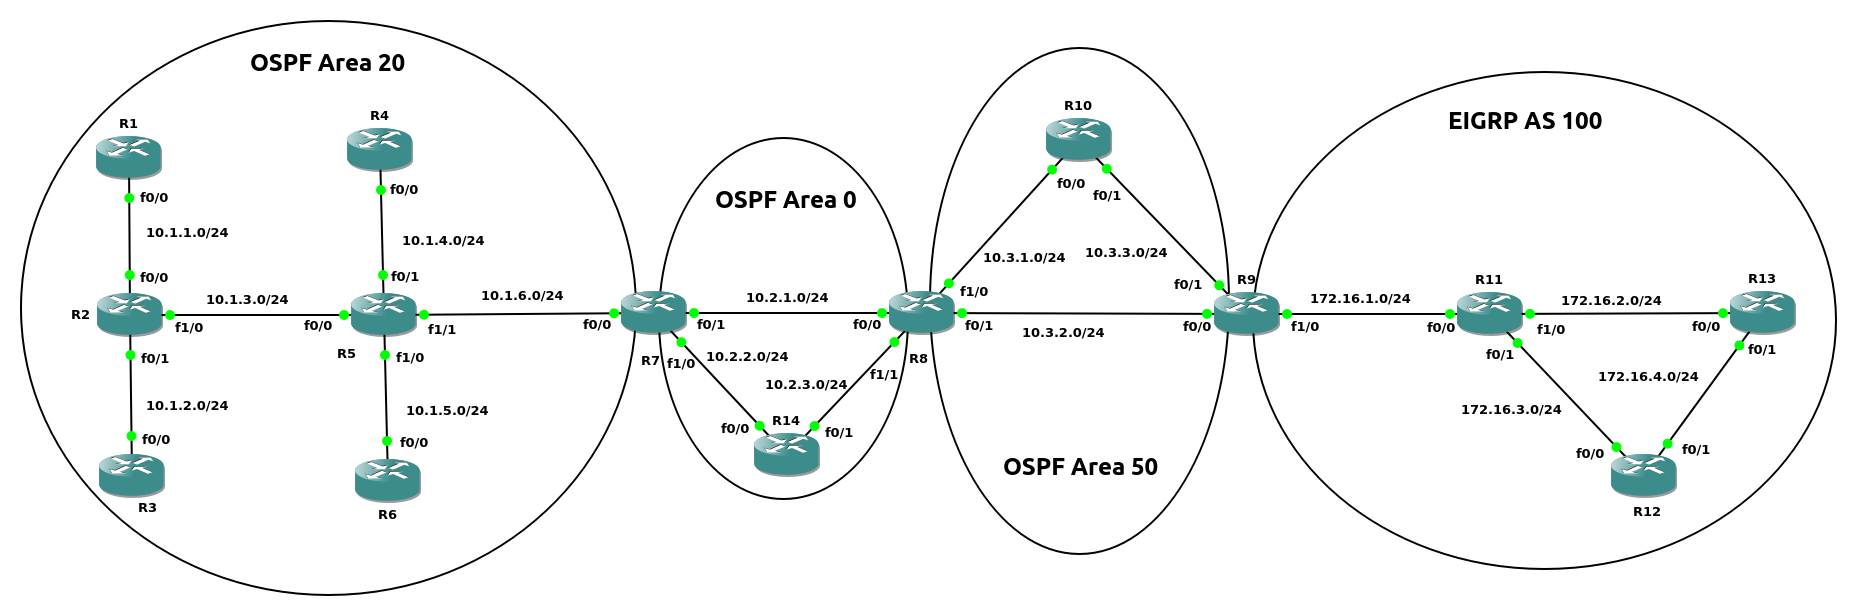 OSPF Area 20
R1
f0/0
10.1.1.0/24
f0/0
R2
f1/0
10.1.3.0/24
f0/1
10.1.2.0/24
f0/0
R3
R4
f0/0
10.1.4.0/24
f0/1
f0/0
R5
f1/1
f1/0
10.1.5.0/24
f0/0
R6
10.1.6.0/24
f0/0
OSPF Area 0
R7
f0/1
f1/0
10.2.1.0/24
10.2.2.0/24
10.2.3.0/24
f0/0
R14
f0/1
f0/0
f1/1
R8
f1/0
f0/1
OSPF Area 50
R10
f0/0
f0/1
10.3.1.0/24
10.3.3.0/24
10.3.2.0/24
f0/1
R9
f0/0
f1/0
EIGRP AS 100
172.16.1.0/24
R11
f0/0
f1/0
f0/1
172.16.2.0/24
R13
f0/0
f0/1
172.16.4.0/24
172.16.3.0/24
f0/0
f0/1
R12